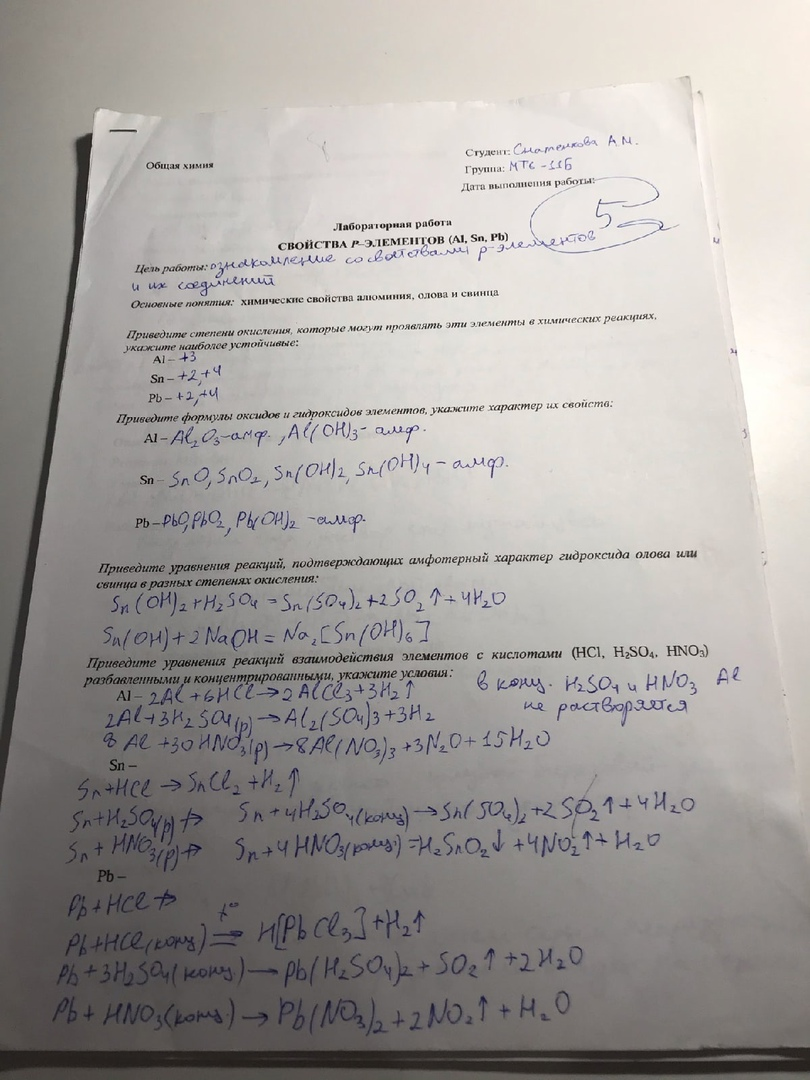 Общая химия
Студент: Снатенкова А.М.
Группа: МТС-11Б
Дата выполнения работы:
5
Лабораторная работа
СВОЙСТВА P–ЭЛЕМЕНТОВ (Al, Sn, Pb)
Цель работы: ознакомление со свойствами р-элементов
и их соединений
Основные понятия: химические свойства алюминия, олова и свинца
Приведите степени окисления, которые могут проявлять эти элементы в химических реакциях,
укажите наиболее устойчивые:
Al – +3
Sn – +2,+4
Pb – +2,+4
Приведите формулы оксидов и гидроксидов элементов, укажите характер их свойств:
Al – Al₂O₃-амф. , Al(OH)₃- амф.
Sn – SnO, SnO₂, Sn(OH)₂, Sn(OH)₄ - амф.
Pb – PbO, PbO₂, Pb(OH)₂ -амф.
Приведите уравнения реакций, подтверждающих амфотерный характер гидроксида олова или
свинца в разных степенях окисления:
Sn(OH)₂+H₂SO₄ = Sn(SO₄)₂+2SO₂↑+4H₂O
Sn(OH)+2NaOH = Na₂[Sn(OH)₆]
Приведите уравнения реакций взаимодействия элементов с кислотами (HCl, H₂SO₄, HNO₃)
разбавленными и концентрированными, укажите условия:
Al – 2Al+6HCl→2AlCl₃+3H₂↑
в конц. H₂SO₄ и HNO₃ Al
не растворяется
2Al+3H₂SO₄(р)→Al₂(SO₄)₃+3H₂
8Al+30HNO₃(р)→8Al(NO₃)₃+3N₂O+15H₂O
Sn –
Sn+HCl →SnCl₂+H₂↑
Sn+H₂SO₄(р)↛ Sn+4H₂SO₄(конц)→Sn(SO₄)₂+2SO₂↑+4H₂O
Sn+HNO₃(р)↛ Sn+4HNO₃(конц.)=H₂SnO₂↓+4NO₂↑+H₂O
Pb –
Pb+HCl↛
Pb+HCl(конц) t°⇒ H[PbCl₃]+H₂↑
Pb+3H₂SO₄(конц)→Pb(H₂SO₄)₂+SO₂↑+2H₂O
Pb+HNO₃(конц.)→Pb(NO₃)₂+2NO₂↑+H₂O